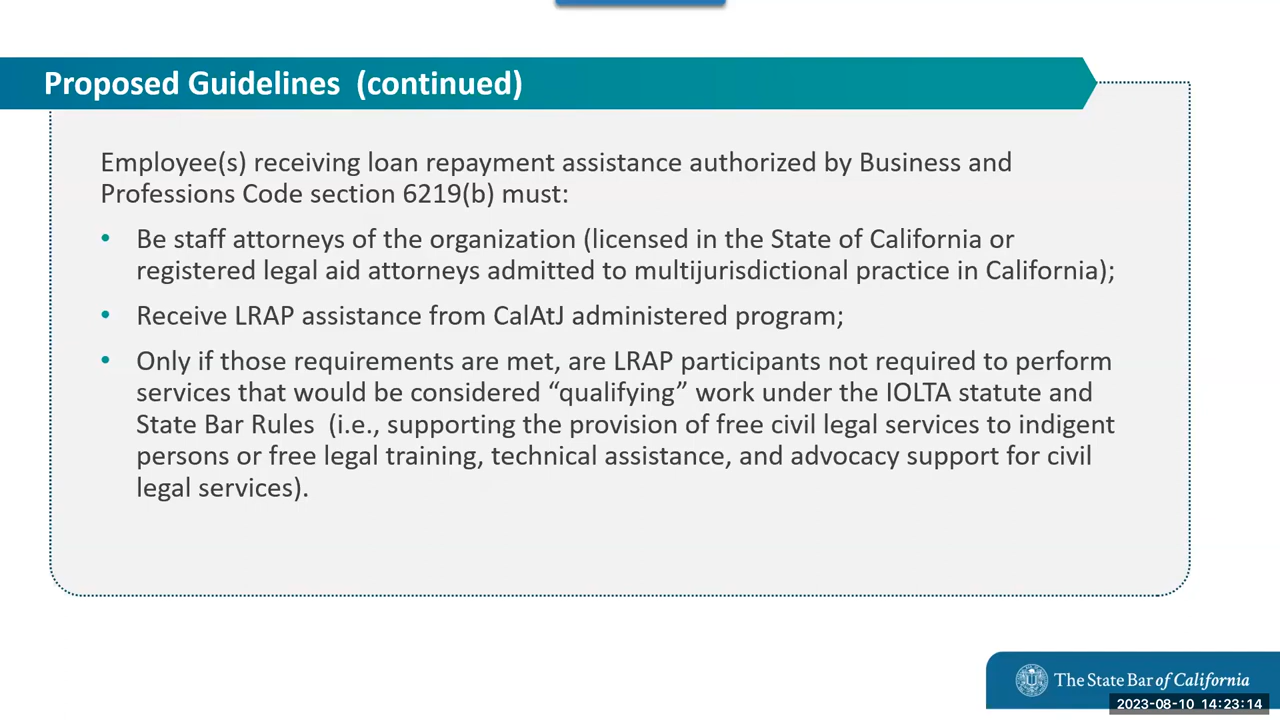 Proposed Guidelines  (continued)
Employee(s) receiving loan repayment assistance authorized by Business and
Professions Code section 6219(b) must:
• Be staff attorneys of the organization (licensed in the State of California or
registered legal aid attorneys admitted to multijurisdictional practice in California);
• Receive LRAP assistance from CalAtJ administered program;
• Only if those requirements are met, are LRAP participants not required to perform
services that would be considered “qualifying” work under the IOLTA statute and
State Bar Rules  (i.e., supporting the provision of free civil legal services to indigent
persons or free legal training, technical assistance, and advocacy support for civil
legal services).
The State Bar of California
2023-08-10 14:23:14